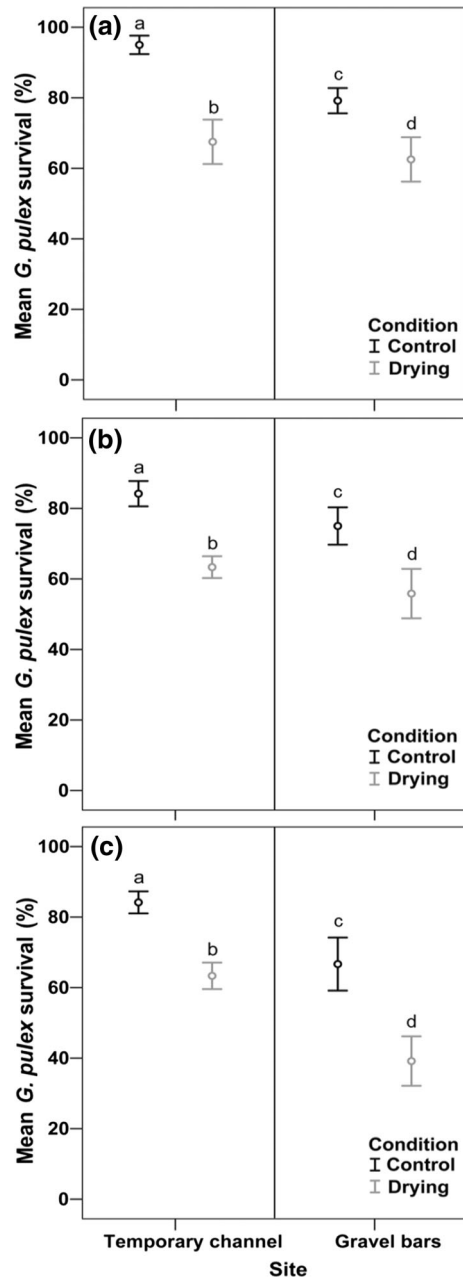 (a)
Mean G. pulex survival (%)
100
80
60
40
20
0
a
b
c
d
Condition
Control
Drying
(b)
Mean G. pulex survival (%)
100
80
60
40
20
0
a
b
c
d
Condition
Control
Drying
(c)
Mean G. pulex survival (%)
100
80
60
40
20
0
a
b
c
d
Condition
Control
Drying
Temporary channel
Gravel bars
Site